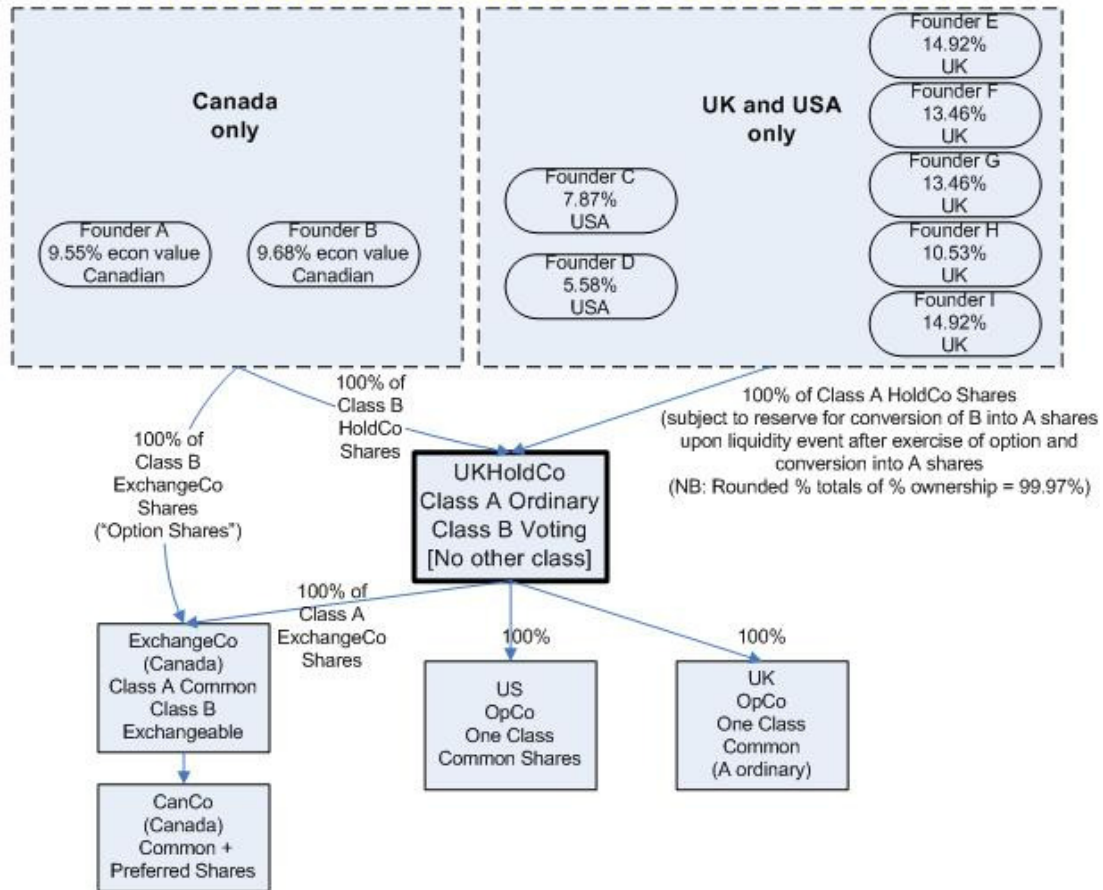 Canada
only
Founder A
9.55% econ value
Canadian
Founder B
9.68% econ value
Canadian
UK and USA
only
Founder C
7.87%
USA
Founder D
5.58%
USA
Founder E
14.92%
UK
Founder F
13.46%
UK
Founder G
13.46%
UK
Founder H
10.53%
UK
Founder I
14.92%
UK
100% of
Class B
ExchangeCo
Shares
(“Option Shares”)
100% of
Class B
HoldCo
Shares
100% of Class A HoldCo Shares
(subject to reserve for conversion of B into A shares
upon liquidity event after exercise of option and
conversion into A shares
(NB: Rounded % totals of % ownership = 99.97%)
UKHoldCo
Class A Ordinary
Class B Voting
[No other class]
100% of
Class A
ExchangeCo
Shares
100%
100%
ExchangeCo
(Canada)
Class A Common
Class B
Exchangeable
US
OpCo
One Class
Common Shares
UK
OpCo
One Class
Common
(A ordinary)
CanCo
(Canada)
Common +
Preferred Shares